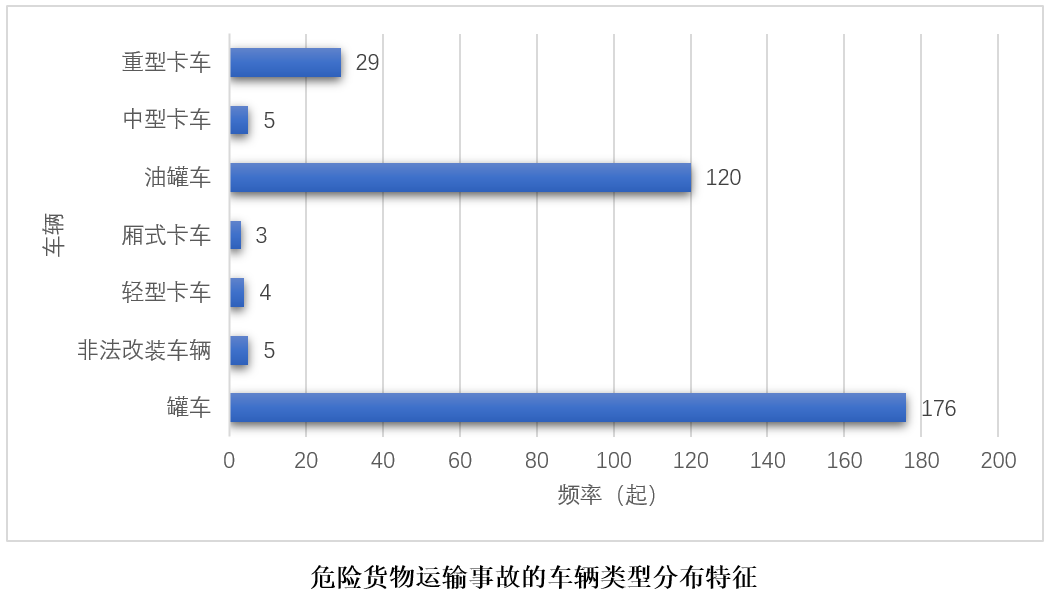 重型卡车 29
中型卡车 5
油罐车 120
厢式卡车 3
轻型卡车 4
非法改装车辆 5
罐车 176
车辆
0 20 40 60 80 100 120 140 160 180 200
频率（起）
危险货物运输事故的车辆类型分布特征